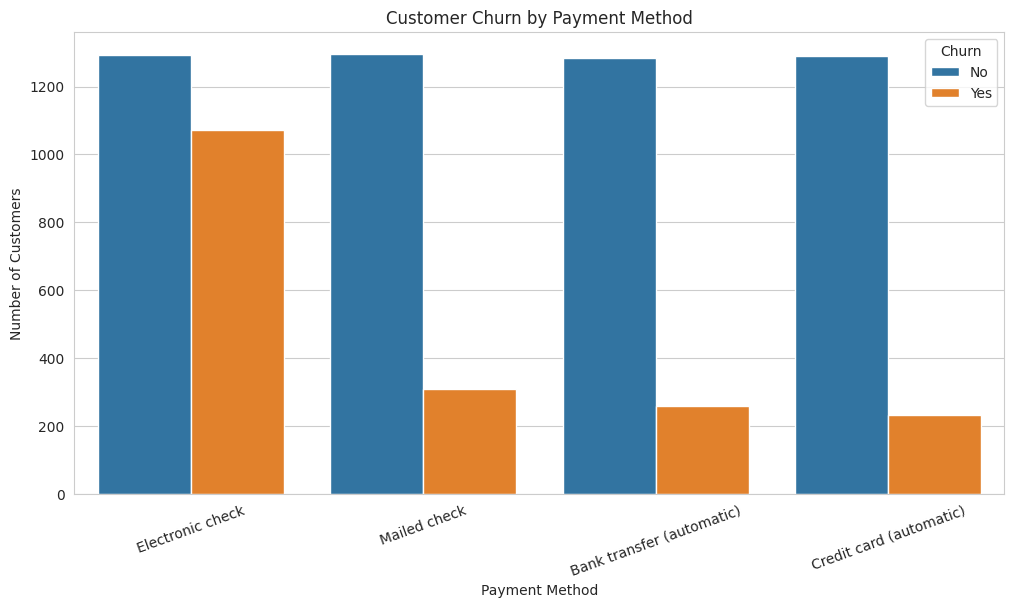 Customer Churn by Payment Method
Churn
No
Yes
Number of Customers
1200
1000
800
600
400
200
0
Electronic check
Mailed check
Bank transfer (automatic)
Credit card (automatic)
Payment Method